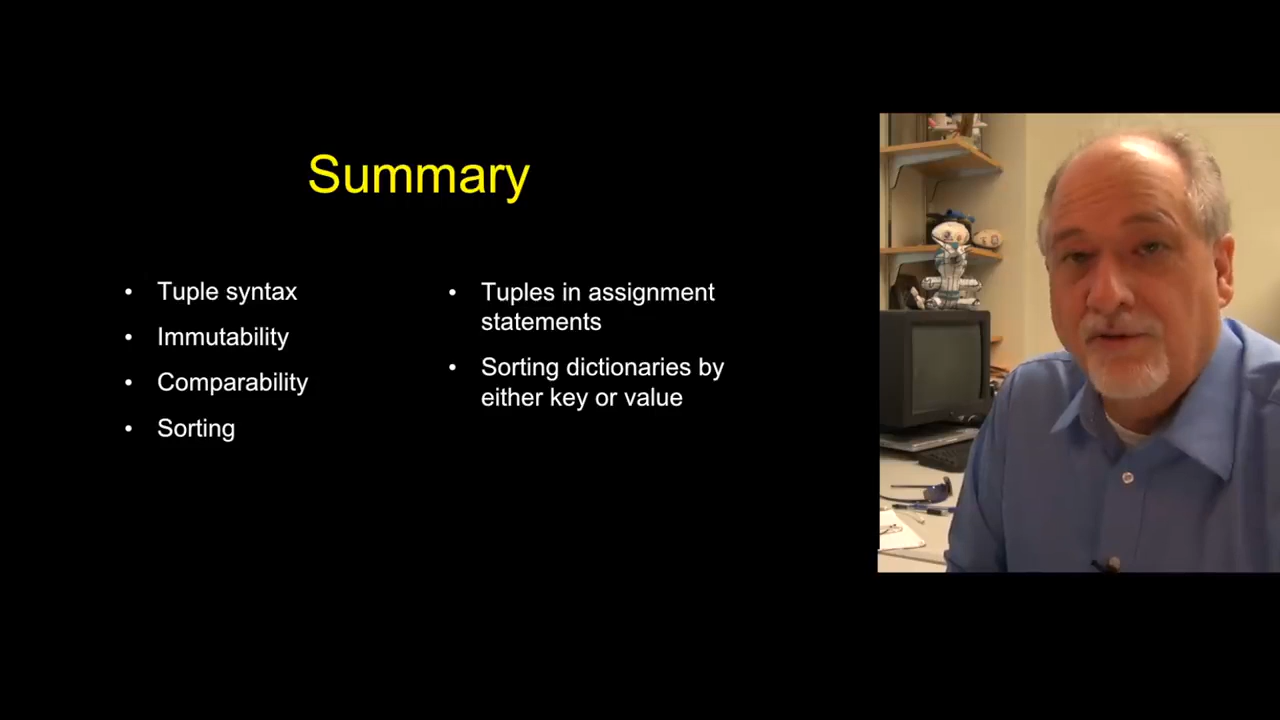 Summary
• Tuple syntax
• Immutability
• Comparability
• Sorting
• Tuples in assignment
statements
• Sorting dictionaries by
either key or value